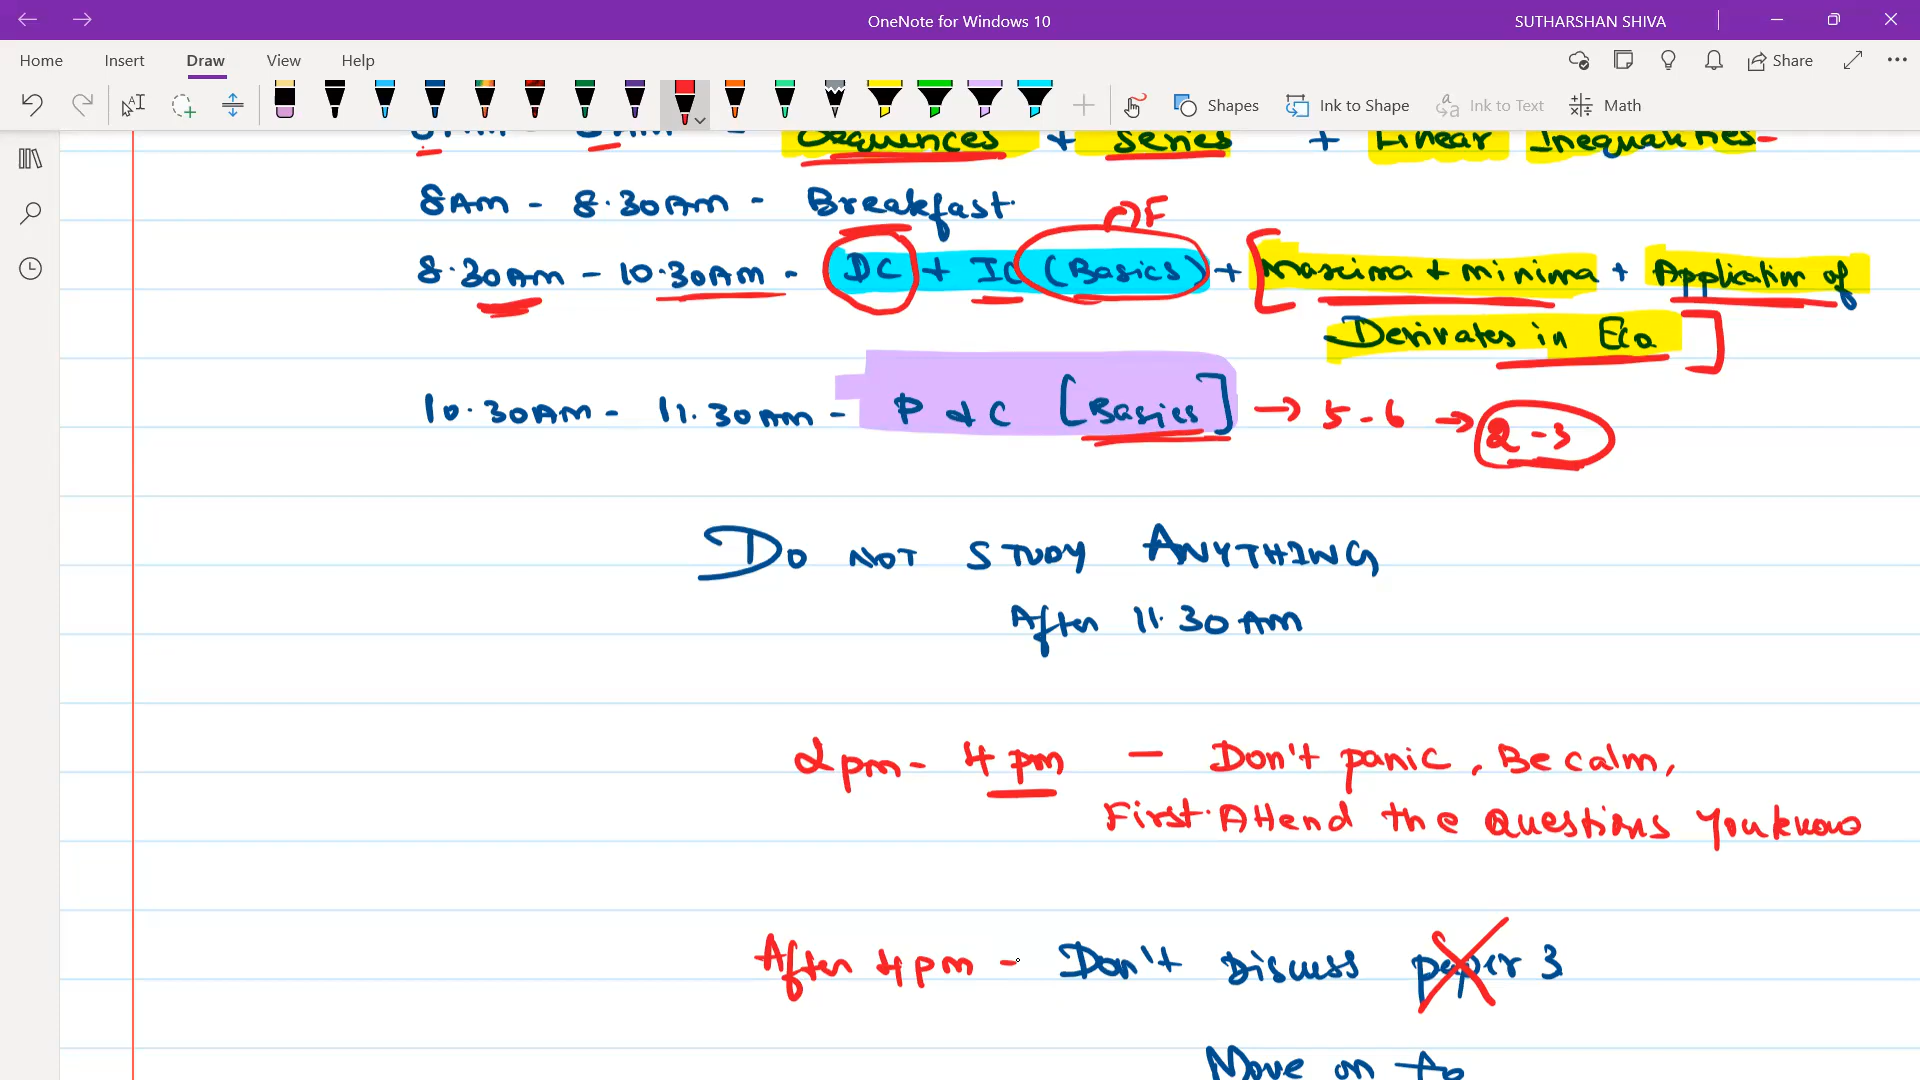 OneNote for Windows 10
SUTHARSHAN SHIVA
Home Insert Draw View Help
Share
Shapes Ink to Shape Ink to Text Math
Sequences + Series + Linear Inequalities-
8AM - 8.30AM - Breakfast
OF
8.30AM - 10.30AM - DC + IC (Basics) + [Maxima + minima + Application of
Derivates in Eco]
10.30AM - 11.30AM - P & C [Basics] → 5-6 → 2-3
DO NOT STUDY ANYTHING
After 11.30AM
2pm - 4pm - Don't panic, Be calm,
First Attend the Questions you know
After 4pm - Don't Discuss paper 3
Move on to